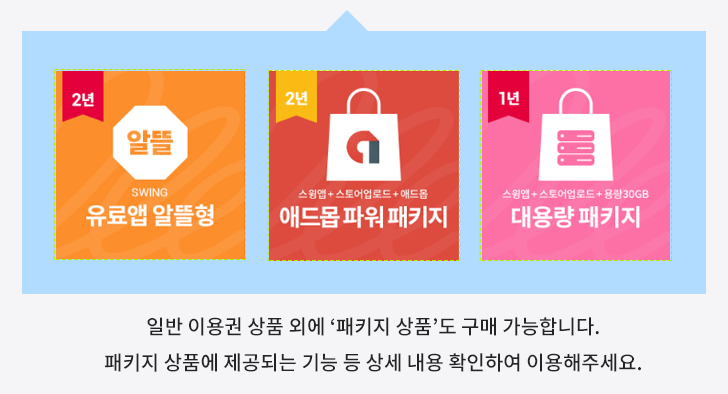 2년
알뜰
SWING
유료앱 알뜰형
2년
스윙앱 + 스토어업로드 + 애드몹
애드몹 파워 패키지
1년
스윙앱 + 스토어업로드 + 용량30GB
대용량 패키지
일반 이용권 상품 외에 ‘패키지 상품’도 구매 가능합니다.
패키지 상품에 제공되는 기능 등 상세 내용 확인하여 이용해주세요.